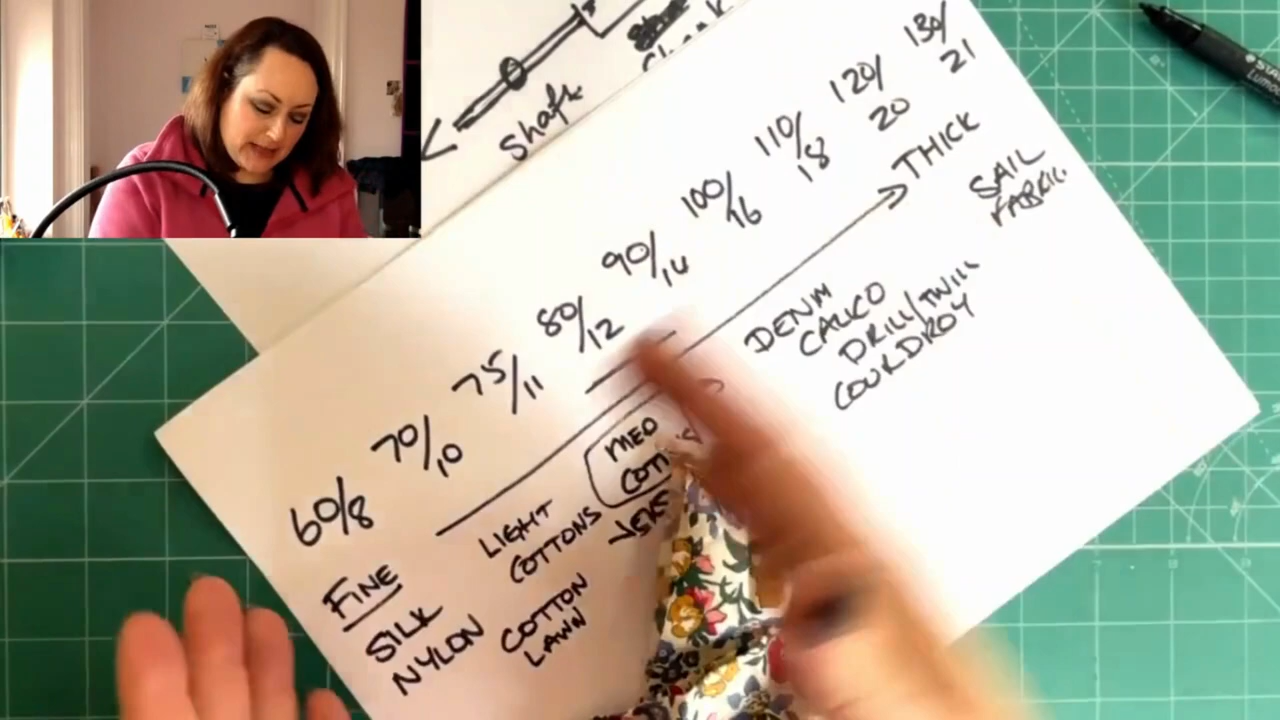 Shaft
60/8
70/10
75/11
80/12
90/14
100/16
110/
18
120/
20
130/
21
THICK
FINE
SILK
NYLON
LIGHT
COTTONS
COTTON
LAWN
MED
DENIM
CALICO
DRILL/TWILL
COURDROY
SAIL
FABRIC